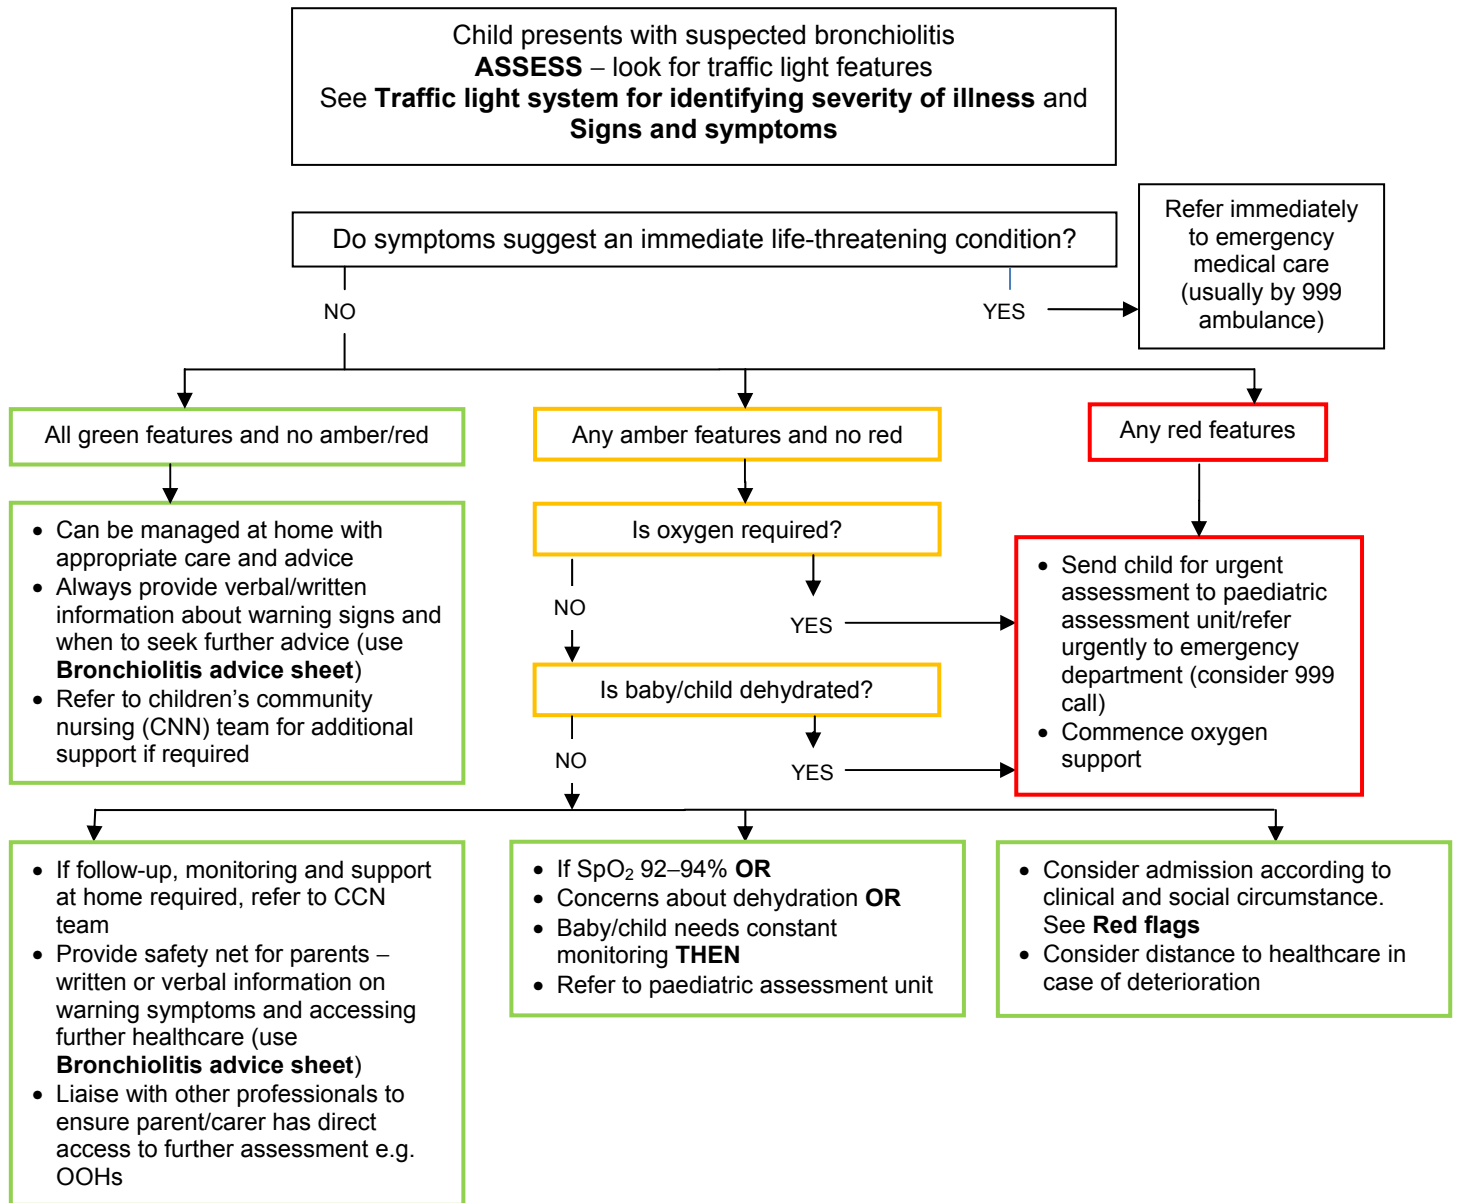 Child presents with suspected bronchiolitis
ASSESS – look for traffic light features
See Traffic light system for identifying severity of illness and
Signs and symptoms
Do symptoms suggest an immediate life-threatening condition?
Refer immediately
to emergency
medical care
(usually by 999
ambulance)
NO
YES
All green features and no amber/red
Any amber features and no red
Any red features
• Can be managed at home with
appropriate care and advice
• Always provide verbal/written
information about warning signs and
when to seek further advice (use
Bronchiolitis advice sheet)
• Refer to children’s community
nursing (CNN) team for additional
support if required
Is oxygen required?
NO
YES
Is baby/child dehydrated?
NO
YES
• Send child for urgent
assessment to paediatric
assessment unit/refer
urgently to emergency
department (consider 999
call)
• Commence oxygen
support
• If follow-up, monitoring and support
at home required, refer to CCN
team
• Provide safety net for parents –
written or verbal information on
warning symptoms and accessing
further healthcare (use
Bronchiolitis advice sheet)
• Liaise with other professionals to
ensure parent/carer has direct
access to further assessment e.g.
OOHs
• If SpO₂ 92–94% OR
• Concerns about dehydration OR
• Baby/child needs constant
monitoring THEN
• Refer to paediatric assessment unit
• Consider admission according to
clinical and social circumstance.
See Red flags
• Consider distance to healthcare in
case of deterioration